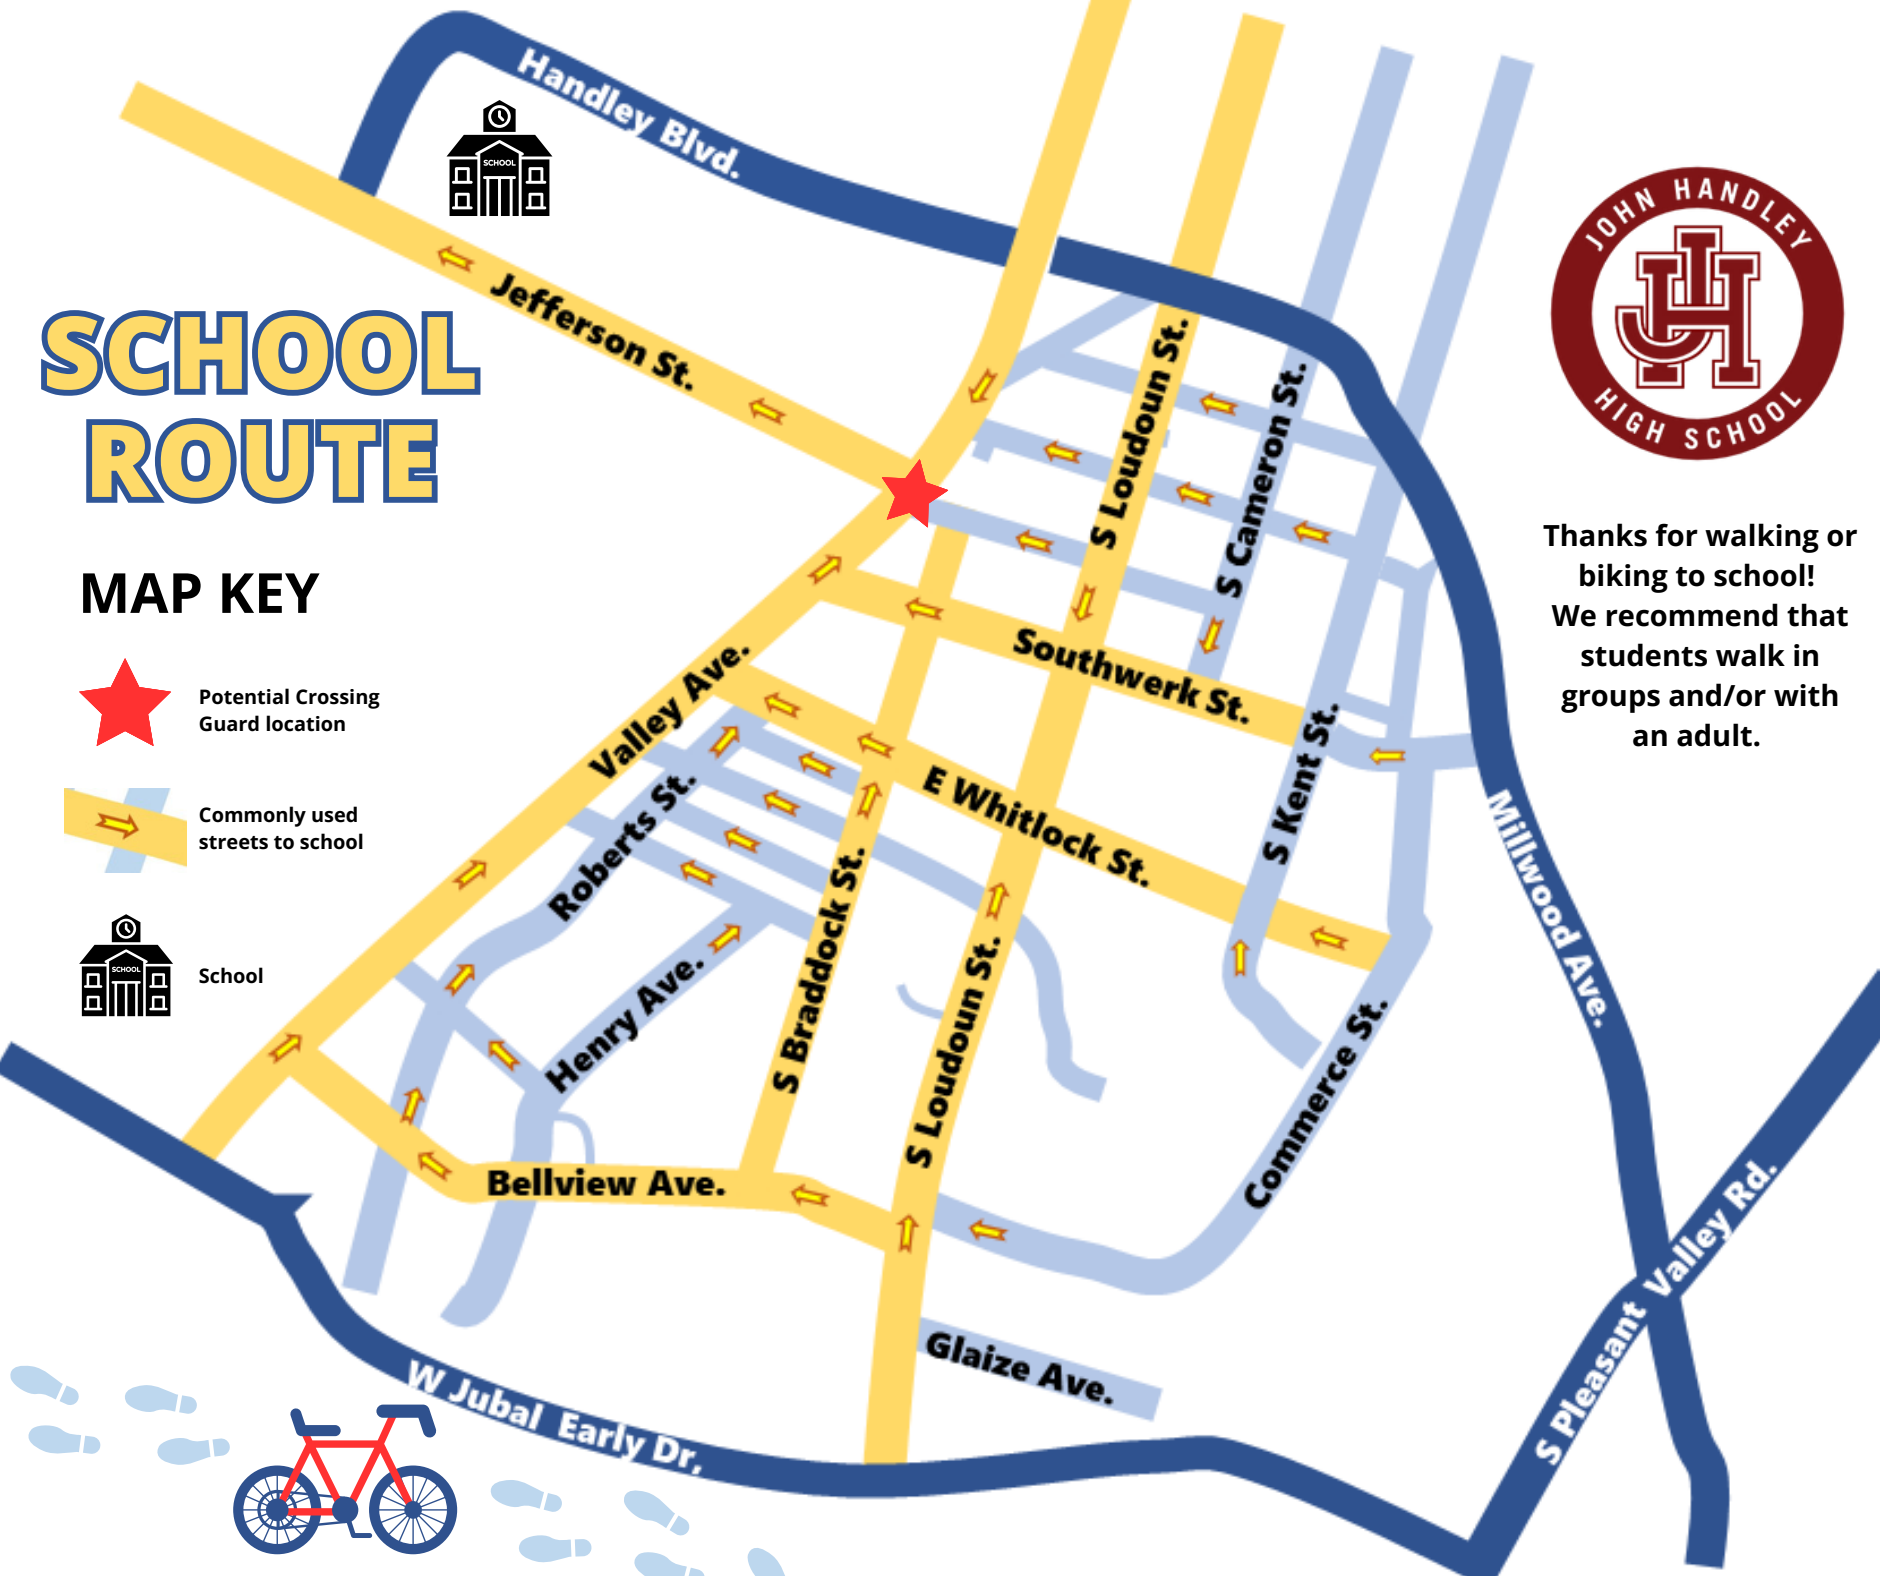 Handley Blvd.
SCHOOL
JOHN HANDLEY
JH
HIGH SCHOOL
Jefferson St.
SCHOOL
ROUTE
S Loudoun St.
S Cameron St.
Thanks for walking or
biking to school!
We recommend that
students walk in
groups and/or with
an adult.
MAP KEY
Potential Crossing
Guard location
Commonly used
streets to school
SCHOOL
School
Southwerk St.
Valley Ave.
E Whitlock St.
S Kent St.
Roberts St.
Millwood Ave.
S Braddock St.
Henry Ave.
S Loudoun St.
Commerce St.
Bellview Ave.
S Pleasant Valley Rd.
Glaize Ave.
W Jubal Early Dr,